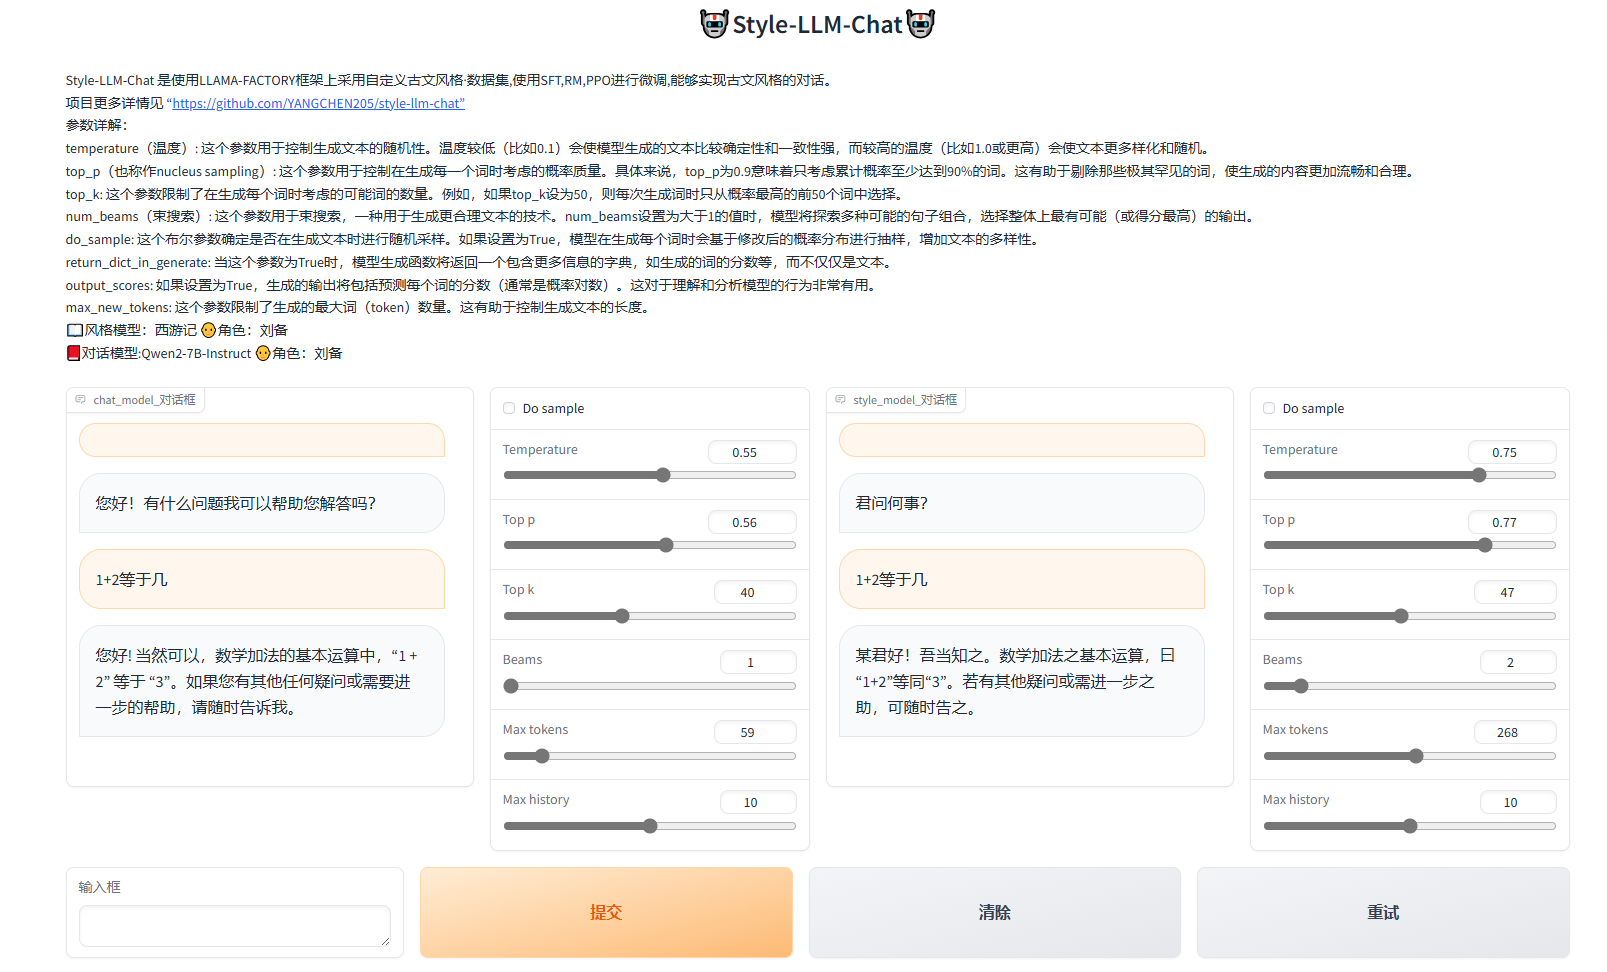 Style-LLM-Chat
Style-LLM-Chat 是使用LLAMA-FACTORY框架上采用自定义古文风格·数据集,使用SFT,RM,PPO进行微调,能够实现古文风格的对话。
项目更多详情见 “https://github.com/YANGCHEN205/style-llm-chat”
参数详解：
temperature（温度）: 这个参数用于控制生成文本的随机性。温度较低（比如0.1）会使模型生成的文本比较确定性和一致性强，而较高的温度（比如1.0或更高）会使文本更多样化和随机。
top_p（也称作nucleus sampling）: 这个参数用于控制在生成每一个词时考虑的概率质量。具体来说，top_p为0.9意味着只考虑累计概率至少达到90%的词。这有助于剔除那些极其罕见的词，使生成的内容更加流畅和合理。
top_k: 这个参数限制了在生成每个词时考虑的可能词的数量。例如，如果top_k设为50，则每次生成词时只从概率最高的前50个词中选择。
num_beams（束搜索）: 这个参数用于束搜索，一种用于生成更合理文本的技术。num_beams设置为大于1的值时，模型将探索多种可能的句子组合，选择整体上最有可能（或得分最高）的输出。
do_sample: 这个布尔参数确定是否在生成文本时进行随机采样。如果设置为True，模型在生成每个词时会基于修改后的概率分布进行抽样，增加文本的多样性。
return_dict_in_generate: 当这个参数为True时，模型生成函数将返回一个包含更多信息的字典，如生成的词的分数等，而不仅仅是文本。
output_scores: 如果设置为True，生成的输出将包括预测每个词的分数（通常是概率对数）。这对于理解和分析模型的行为非常有用。
max_new_tokens: 这个参数限制了生成的最大词（token）数量。这有助于控制生成文本的长度。
风格模型：西游记 角色：刘备
对话模型:Qwen2-7B-Instruct 角色：刘备
chat_model_对话框
您好！有什么问题我可以帮助您解答吗？
1+2等于几
您好! 当然可以，数学加法的基本运算中，“1 +
2” 等于 “3”。如果您有其他任何疑问或需要进
一步的帮助，请随时告诉我。
Do sample
Temperature 0.55
Top p 0.56
Top k 40
Beams 1
Max tokens 59
Max history 10
style_model_对话框
君问何事？
1+2等于几
某君好！吾当知之。数学加法之基本运算，曰
“1+2”等同“3”。若有其他疑问或需进一步之
助，可随时告之。
Do sample
Temperature 0.75
Top p 0.77
Top k 47
Beams 2
Max tokens 268
Max history 10
输入框
提交
清除
重试